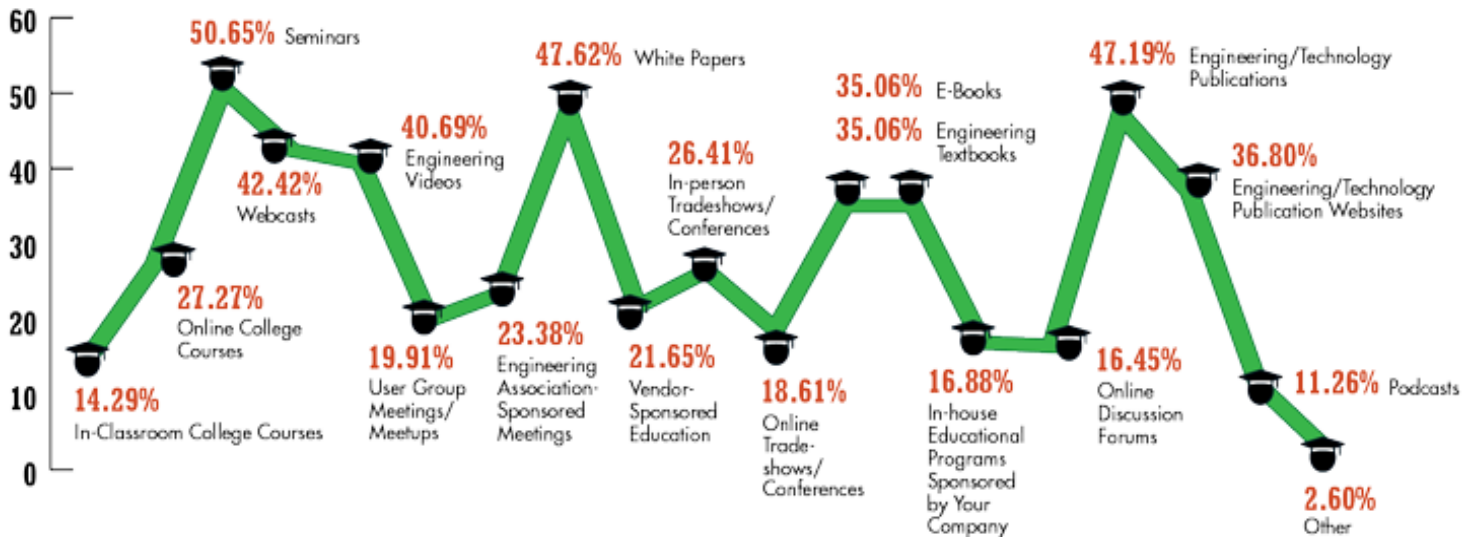 60
50
40
30
20
10
0
14.29%
In-Classroom College Courses
27.27%
Online College
Courses
50.65% Seminars
42.42%
Webcasts
40.69%
Engineering
Videos
19.91%
User Group
Meetings/
Meetups
23.38%
Engineering
Association-
Sponsored
Meetings
47.62% White Papers
21.65%
Vendor-
Sponsored
Education
26.41%
In-person
Tradeshows/
Conferences
18.61%
Online
Trade-
shows/
Conferences
35.06% E-Books
35.06% Engineering
Textbooks
16.88%
In-house
Educational
Programs
Sponsored
by Your
Company
16.45%
Online
Discussion
Forums
47.19% Engineering/Technology
Publications
36.80%
Engineering/Technology
Publication Websites
11.26% Podcasts
2.60%
Other